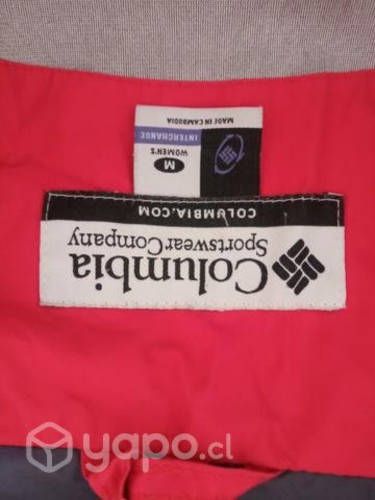 Columbia
Sportswear Company
COLUMBIA.COM
M
WOMEN'S
INTERCHANGE
MADE IN CAMBODIA
yapo.cl